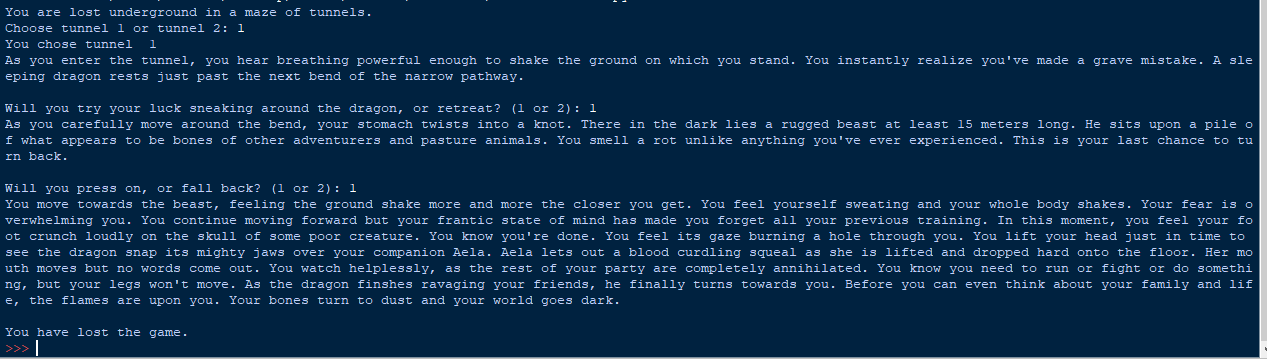 You are lost underground in a maze of tunnels.
Choose tunnel 1 or tunnel 2: 1
You chose tunnel  1
As you enter the tunnel, you hear breathing powerful enough to shake the ground on which you stand. You instantly realize you've made a grave mistake. A sle
eping dragon rests just past the next bend of the narrow pathway.

Will you try your luck sneaking around the dragon, or retreat? (1 or 2): 1
As you carefully move around the bend, your stomach twists into a knot. There in the dark lies a rugged beast at least 15 meters long. He sits upon a pile o
f what appears to be bones of other adventurers and pasture animals. You smell a rot unlike anything you've ever experienced. This is your last chance to tu
rn back.

Will you press on, or fall back? (1 or 2): 1
You move towards the beast, feeling the ground shake more and more the closer you get. You feel yourself sweating and your whole body shakes. Your fear is o
verwhelming you. You continue moving forward but your frantic state of mind has made you forget all your previous training. In this moment, you feel your fo
ot crunch loudly on the skull of some poor creature. You know you're done. You feel its gaze burning a hole through you. You lift your head just in time to
see the dragon snap its mighty jaws over your companion Aela. Aela lets out a blood curdling squeal as she is lifted and dropped hard onto the floor. Her mo
uth moves but no words come out. You watch helplessly, as the rest of your party are completely annihilated. You know you need to run or fight or do somethi
ng, but your legs won't move. As the dragon finshes ravaging your friends, he finally turns towards you. Before you can even think about your family and lif
e, the flames are upon you. Your bones turn to dust and your world goes dark.

You have lost the game.
>>>